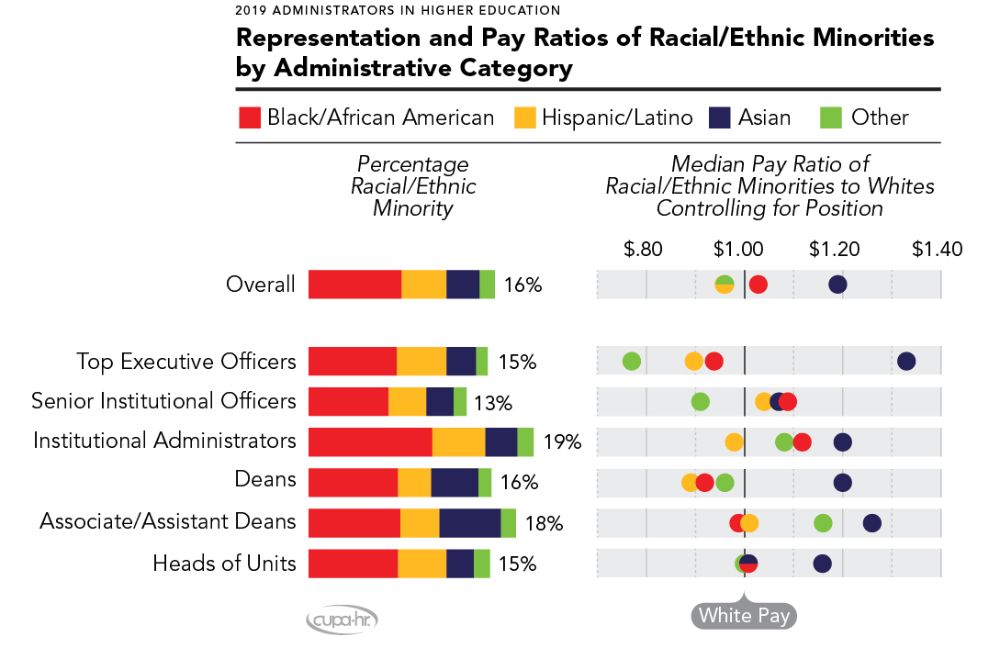 2019 ADMINISTRATORS IN HIGHER EDUCATION
Representation and Pay Ratios of Racial/Ethnic Minorities
by Administrative Category
Black/African American Hispanic/Latino Asian Other
Percentage
Racial/Ethnic
Minority
Median Pay Ratio of
Racial/Ethnic Minorities to Whites
Controlling for Position
$.80 $1.00 $1.20 $1.40
Overall 16%
Top Executive Officers 15%
Senior Institutional Officers 13%
Institutional Administrators 19%
Deans 16%
Associate/Assistant Deans 18%
Heads of Units 15%
cupa-hr.
White Pay